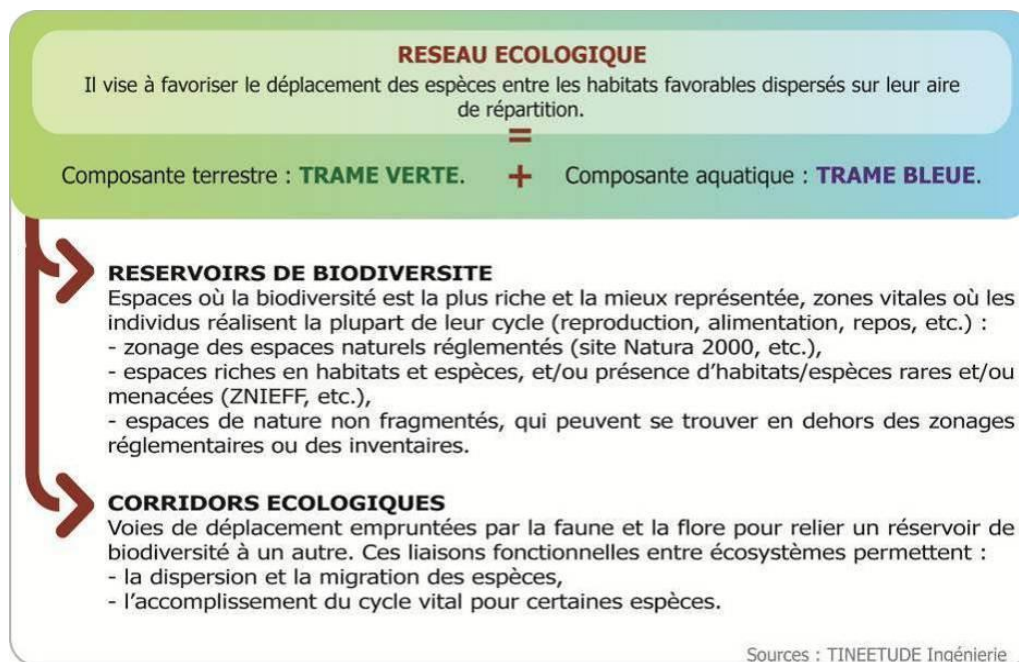 RESEAU ECOLOGIQUE
Il vise à favoriser le déplacement des espèces entre les habitats favorables dispersés sur leur aire
de répartition.
=
Composante terrestre : TRAME VERTE. + Composante aquatique : TRAME BLEUE.
RESERVOIRS DE BIODIVERSITE
Espaces où la biodiversité est la plus riche et la mieux représentée, zones vitales où les
individus réalisent la plupart de leur cycle (reproduction, alimentation, repos, etc.) :
- zonage des espaces naturels réglementés (site Natura 2000, etc.),
- espaces riches en habitats et espèces, et/ou présence d’habitats/espèces rares et/ou
menacées (ZNIEFF, etc.),
- espaces de nature non fragmentés, qui peuvent se trouver en dehors des zonages
réglementaires ou des inventaires.
CORRIDORS ECOLOGIQUES
Voies de déplacement empruntées par la faune et la flore pour relier un réservoir de
biodiversité à un autre. Ces liaisons fonctionnelles entre écosystèmes permettent :
- la dispersion et la migration des espèces,
- l’accomplissement du cycle vital pour certaines espèces.
Sources : TINEETUDE Ingénierie